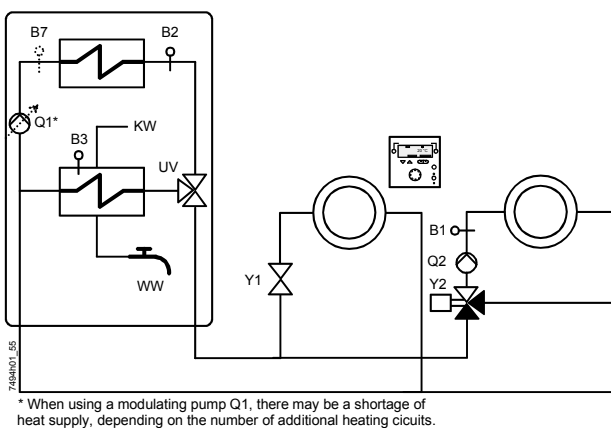 B7
B2
Q1*
B3
KW
UV
WW
20°C
Y1
B1
Q2
Y2
7494h01_55
* When using a modulating pump Q1, there may be a shortage of
heat supply, depending on the number of additional heating cicuits.